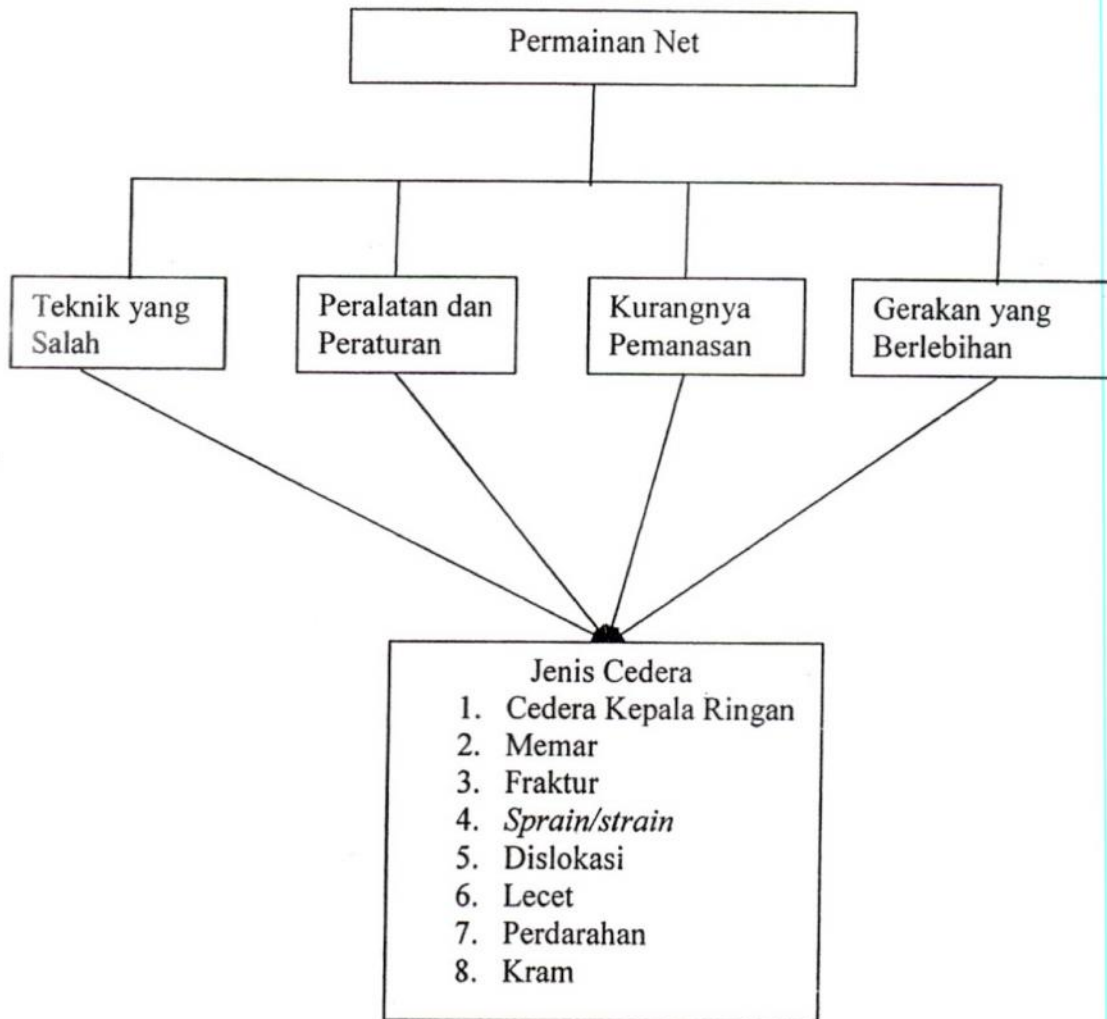 Permainan Net
Teknik yang
Salah
Peralatan dan
Peraturan
Kurangnya
Pemanasan
Gerakan yang
Berlebihan
Jenis Cedera
1. Cedera Kepala Ringan
2. Memar
3. Fraktur
4. Sprain/strain
5. Dislokasi
6. Lecet
7. Perdarahan
8. Kram